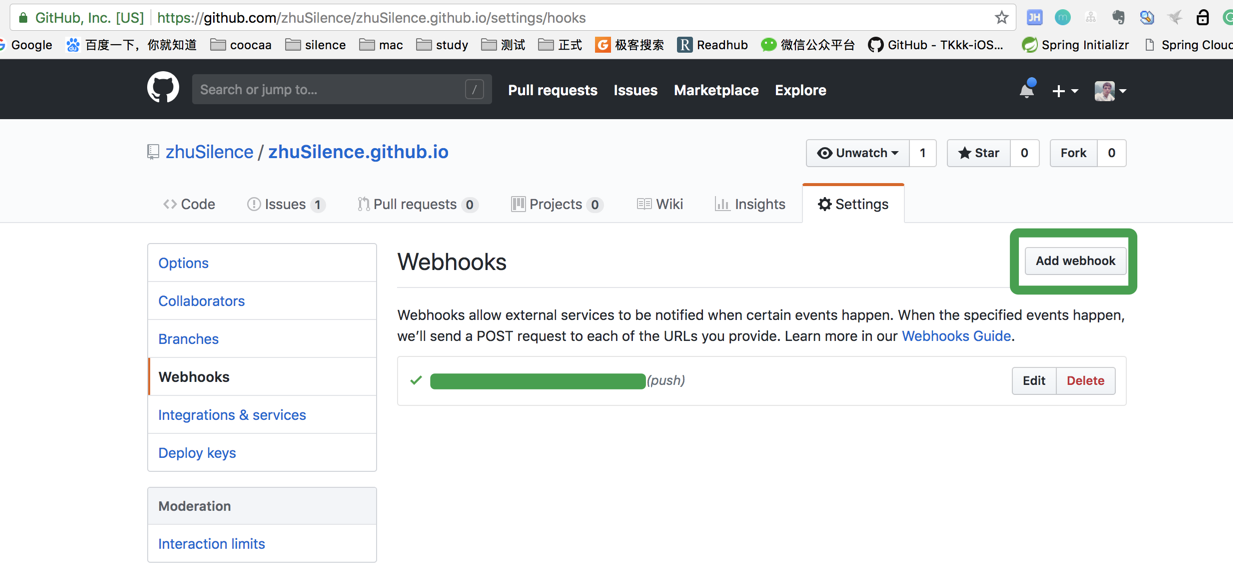 GitHub, Inc. [US] https://github.com/zhuSilence/zhuSilence.github.io/settings/hooks
JH
Google 百度一下，你就知道 coocaa silence mac study 测试 正式 极客搜索 Readhub 微信公众平台 GitHub - TKkk-iOS... Spring Initializr Spring Cloud
Search or jump to... / Pull requests Issues Marketplace Explore
zhuSilence / zhuSilence.github.io Unwatch 1 Star 0 Fork 0
Code Issues 1 Pull requests 0 Projects 0 Wiki Insights Settings
Options
Collaborators
Branches
Webhooks
Integrations & services
Deploy keys
Moderation
Interaction limits
Webhooks Add webhook
Webhooks allow external services to be notified when certain events happen. When the specified events happen,
we’ll send a POST request to each of the URLs you provide. Learn more in our Webhooks Guide.
(push) Edit Delete